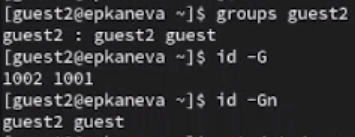 [guest2@epkaneva ~]$ groups guest2
guest2 : guest2 guest
[guest2@epkaneva ~]$ id -G
1002 1001
[guest2@epkaneva ~]$ id -Gn
guest2 guest